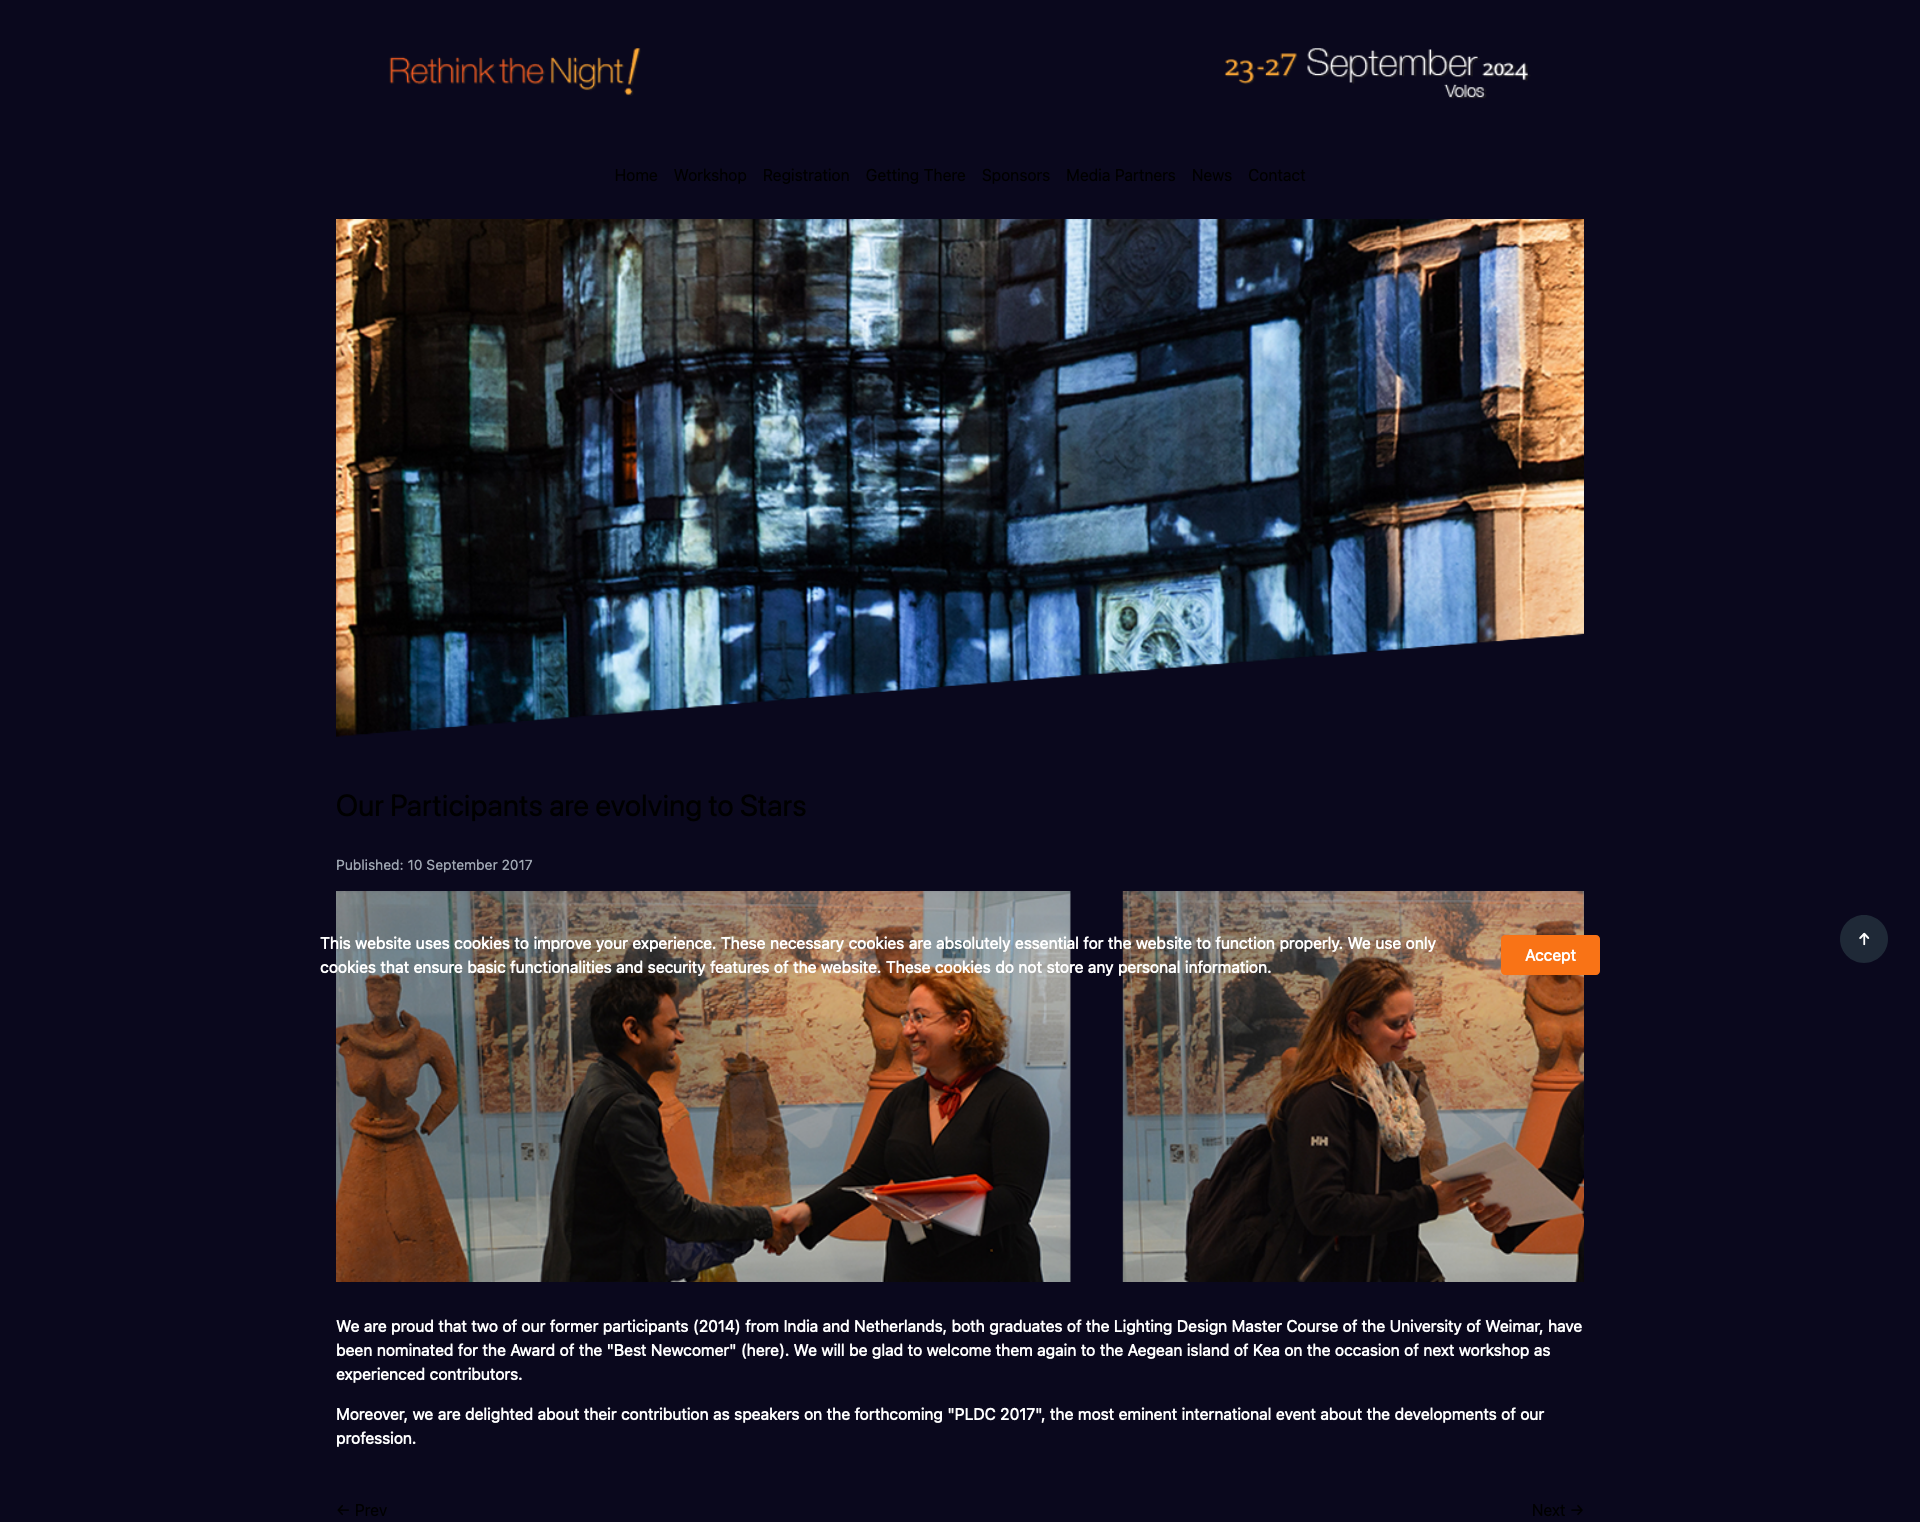 Rethink the Night!
23-27 September 2024
Volos
Home Workshop Registration Getting There Sponsors Media Partners News Contact
Our Participants are evolving to Stars
Published: 10 September 2017
This website uses cookies to improve your experience. These necessary cookies are absolutely essential for the website to function properly. We use only
cookies that ensure basic functionalities and security features of the website. These cookies do not store any personal information.
Accept
HH
We are proud that two of our former participants (2014) from India and Netherlands, both graduates of the Lighting Design Master Course of the University of Weimar, have
been nominated for the Award of the "Best Newcomer" (here). We will be glad to welcome them again to the Aegean island of Kea on the occasion of next workshop as
experienced contributors.
Moreover, we are delighted about their contribution as speakers on the forthcoming "PLDC 2017", the most eminent international event about the developments of our
profession.
← Prev
Next →